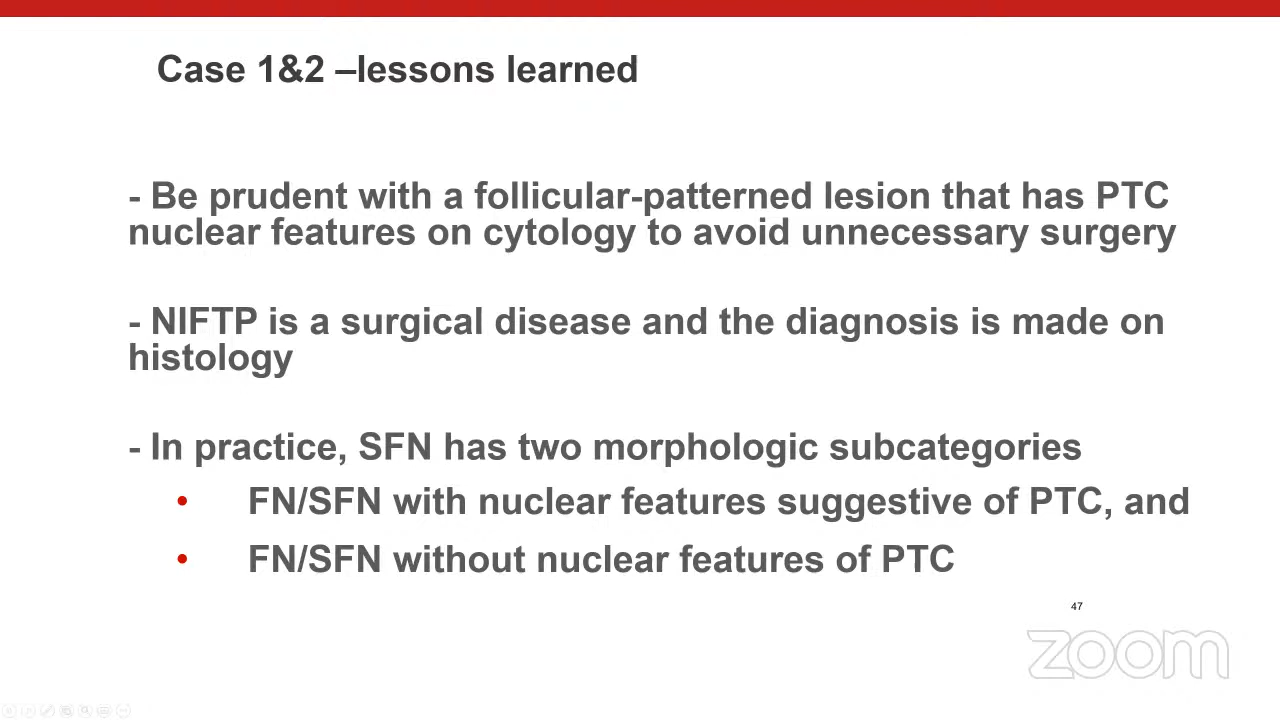 Case 1&2 –lessons learned
- Be prudent with a follicular-patterned lesion that has PTC
nuclear features on cytology to avoid unnecessary surgery
- NIFTP is a surgical disease and the diagnosis is made on
histology
- In practice, SFN has two morphologic subcategories
• FN/SFN with nuclear features suggestive of PTC, and
• FN/SFN without nuclear features of PTC
47
zoom